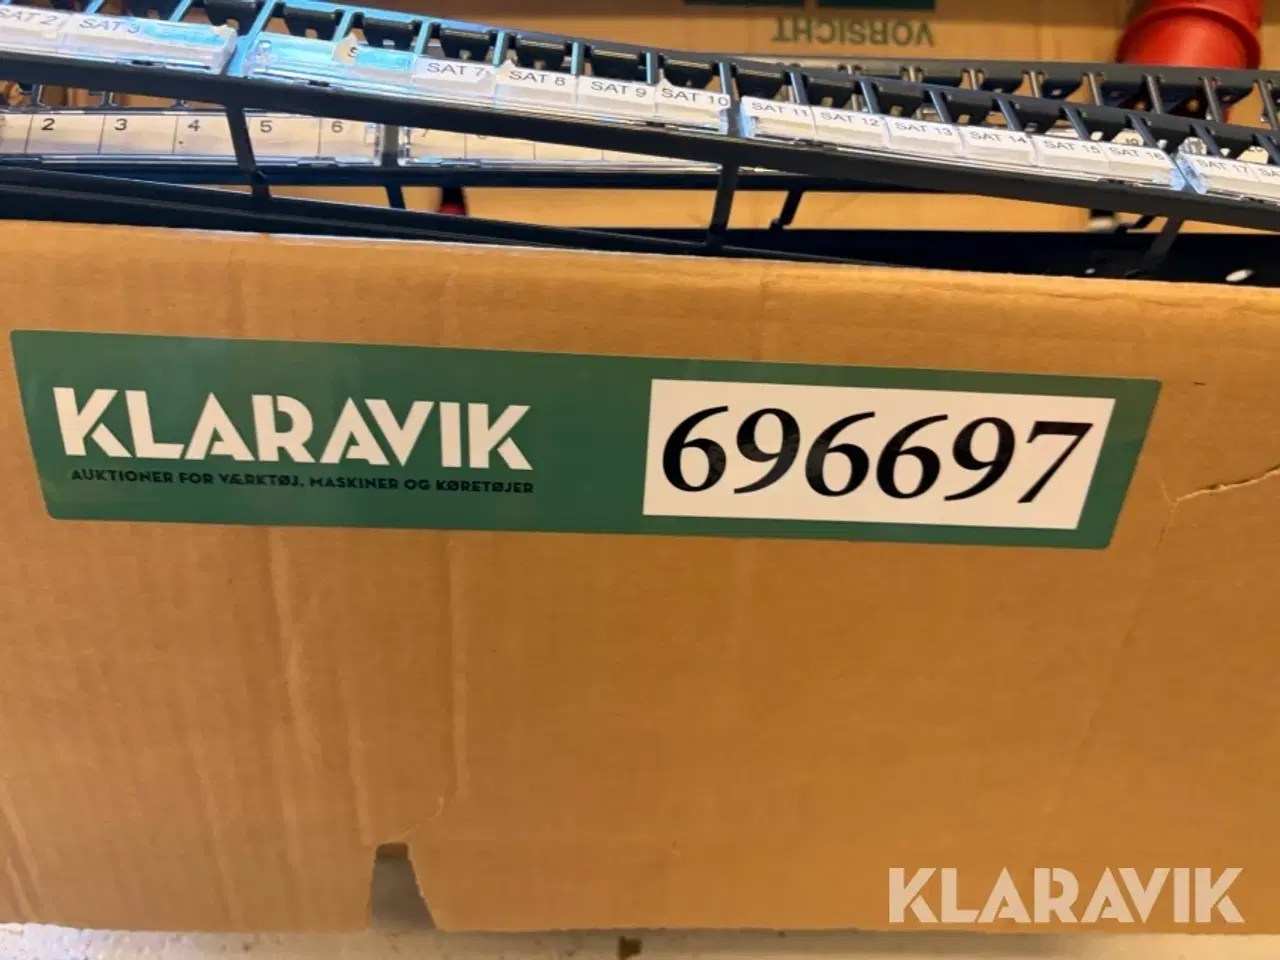 VORSICHT
SAT 2 SAT 3 SAT 7 SAT 8 SAT 9 SAT 10 SAT 11 SAT 12 SAT 13 SAT 14 SAT 15 SAT 16 SAT 17
2 3 4 5 6
KLARAVIK 696697
AUKTIONER FOR VÆRKTØJ, MASKINER OG KØRETØJER
KLARAVIK